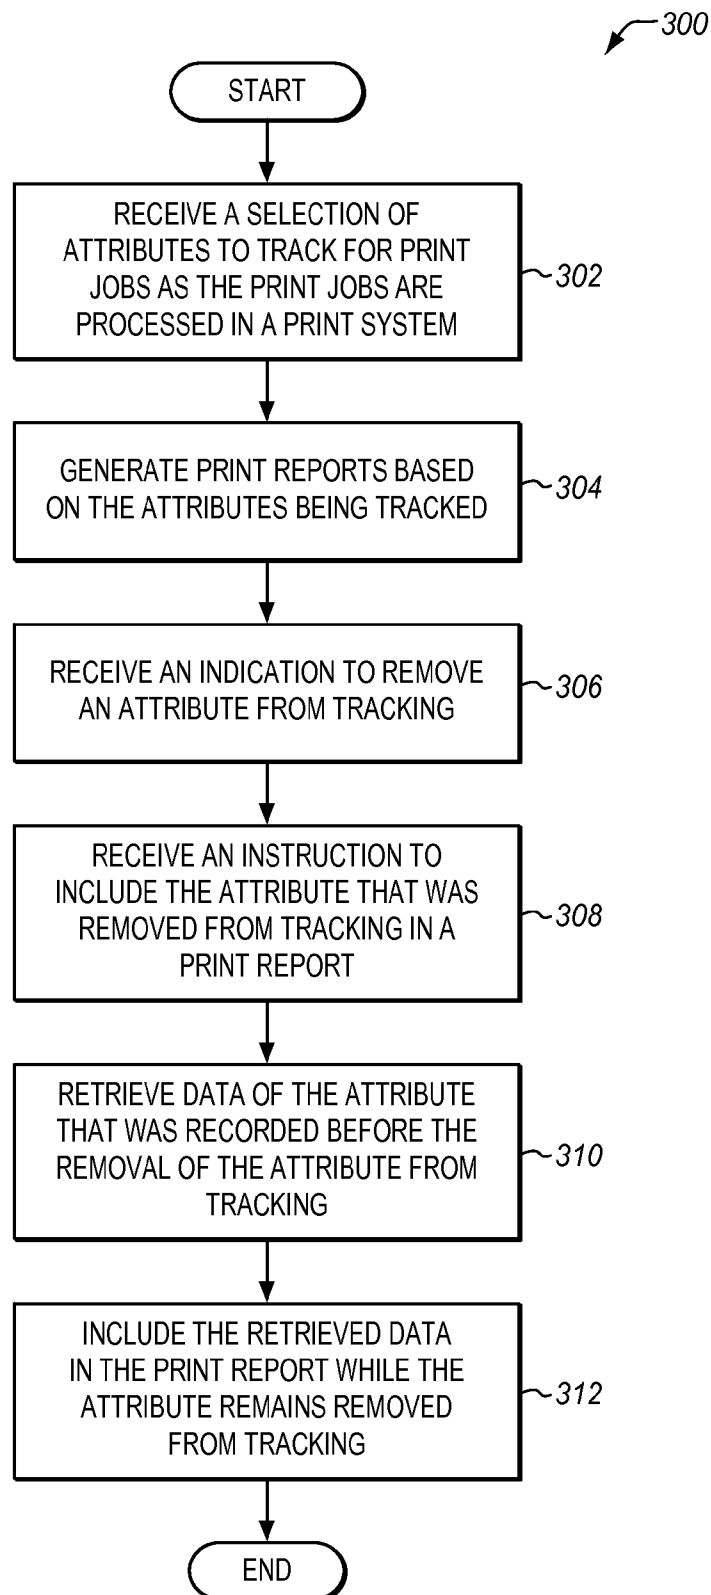 300
START
RECEIVE A SELECTION OF
ATTRIBUTES TO TRACK FOR PRINT
JOBS AS THE PRINT JOBS ARE
PROCESSED IN A PRINT SYSTEM
302
GENERATE PRINT REPORTS BASED
ON THE ATTRIBUTES BEING TRACKED
304
RECEIVE AN INDICATION TO REMOVE
AN ATTRIBUTE FROM TRACKING
306
RECEIVE AN INSTRUCTION TO
INCLUDE THE ATTRIBUTE THAT WAS
REMOVED FROM TRACKING IN A
PRINT REPORT
308
RETRIEVE DATA OF THE ATTRIBUTE
THAT WAS RECORDED BEFORE THE
REMOVAL OF THE ATTRIBUTE FROM
TRACKING
310
INCLUDE THE RETRIEVED DATA
IN THE PRINT REPORT WHILE THE
ATTRIBUTE REMAINS REMOVED
FROM TRACKING
312
END